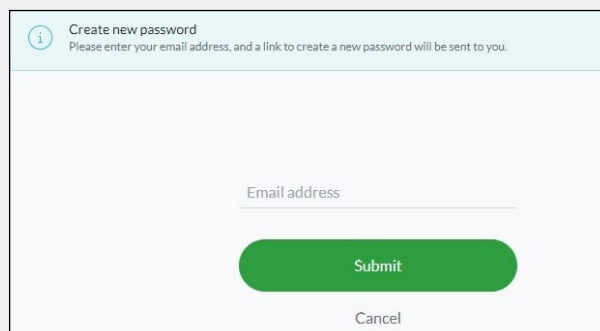 Create new password
Please enter your email address, and a link to create a new password will be sent to you.
Email address
Submit
Cancel